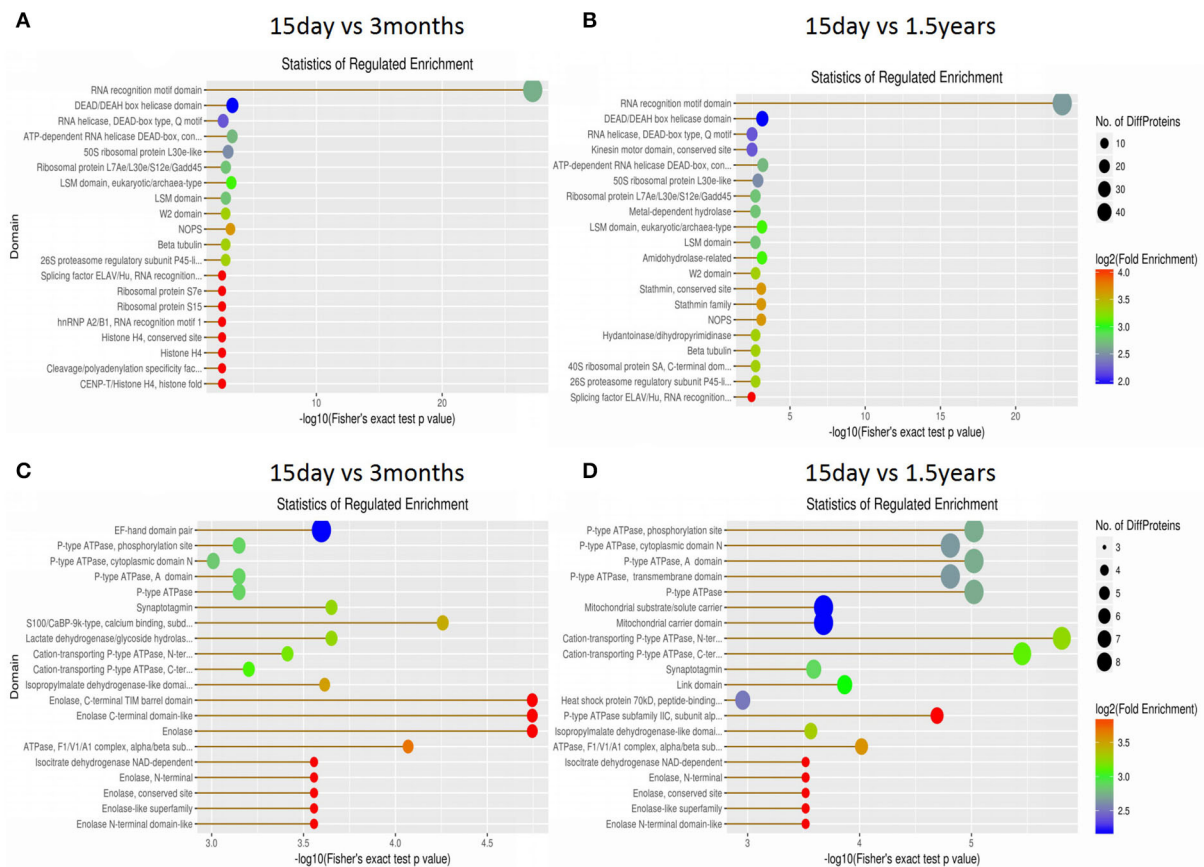 A
15day vs 3months
Statistics of Regulated Enrichment
Domain
RNA recognition motif domain
DEAD/DEAH box helicase domain
RNA helicase, DEAD-box type, Q motif
ATP-dependent RNA helicase DEAD-box, con...
50S ribosomal protein L30e-like
Ribosomal protein L7Ae/L30e/S12e/Gadd45
LSM domain, eukaryotic/archaea-type
LSM domain
W2 domain
NOPS
Beta tubulin
26S proteasome regulatory subunit P45-li...
Splicing factor ELAV/Hu, RNA recognition...
Ribosomal protein S7e
Ribosomal protein S15
hnRNP A2/B1, RNA recognition motif 1
Histone H4, conserved site
Histone H4
Cleavage/polyadenylation specificity fac...
CENP-T/Histone H4, histone fold
10 20
-log10(Fisher's exact test p value)
B
15day vs 1.5years
Statistics of Regulated Enrichment
RNA recognition motif domain
DEAD/DEAH box helicase domain
RNA helicase, DEAD-box type, Q motif
Kinesin motor domain, conserved site
ATP-dependent RNA helicase DEAD-box, con...
50S ribosomal protein L30e-like
Ribosomal protein L7Ae/L30e/S12e/Gadd45
Metal-dependent hydrolase
LSM domain, eukaryotic/archaea-type
LSM domain
Amidohydrolase-related
W2 domain
Stathmin, conserved site
Stathmin family
NOPS
Hydantoinase/dihydropyrimidinase
Beta tubulin
40S ribosomal protein SA, C-terminal dom...
26S proteasome regulatory subunit P45-li...
Splicing factor ELAV/Hu, RNA recognition...
5 10 15 20
-log10(Fisher's exact test p value)
No. of DiffProteins
10
20
30
40
log2(Fold Enrichment)
4.0
3.5
3.0
2.5
2.0
C
15day vs 3months
Statistics of Regulated Enrichment
Domain
EF-hand domain pair
P-type ATPase, phosphorylation site
P-type ATPase, cytoplasmic domain N
P-type ATPase, A domain
P-type ATPase
Synaptotagmin
S100/CaBP-9k-type, calcium binding, subd...
Lactate dehydrogenase/glycoside hydrolas...
Cation-transporting P-type ATPase, N-ter...
Cation-transporting P-type ATPase, C-ter...
Isopropylmalate dehydrogenase-like domai...
Enolase, C-terminal TIM barrel domain
Enolase C-terminal domain-like
Enolase
ATPase, F1/V1/A1 complex, alpha/beta sub...
Isocitrate dehydrogenase NAD-dependent
Enolase, N-terminal
Enolase, conserved site
Enolase-like superfamily
Enolase N-terminal domain-like
3.0 3.5 4.0 4.5
-log10(Fisher's exact test p value)
D
15day vs 1.5years
Statistics of Regulated Enrichment
P-type ATPase, phosphorylation site
P-type ATPase, cytoplasmic domain N
P-type ATPase, A domain
P-type ATPase, transmembrane domain
P-type ATPase
Mitochondrial substrate/solute carrier
Mitochondrial carrier domain
Cation-transporting P-type ATPase, N-ter...
Cation-transporting P-type ATPase, C-ter...
Synaptotagmin
Link domain
Heat shock protein 70kD, peptide-binding...
P-type ATPase subfamily IIC, subunit alp...
Isopropylmalate dehydrogenase-like domai...
ATPase, F1/V1/A1 complex, alpha/beta sub...
Isocitrate dehydrogenase NAD-dependent
Enolase, N-terminal
Enolase, conserved site
Enolase-like superfamily
Enolase N-terminal domain-like
3 4 5
-log10(Fisher's exact test p value)
No. of DiffProteins
3
4
5
6
7
8
log2(Fold Enrichment)
3.5
3.0
2.5